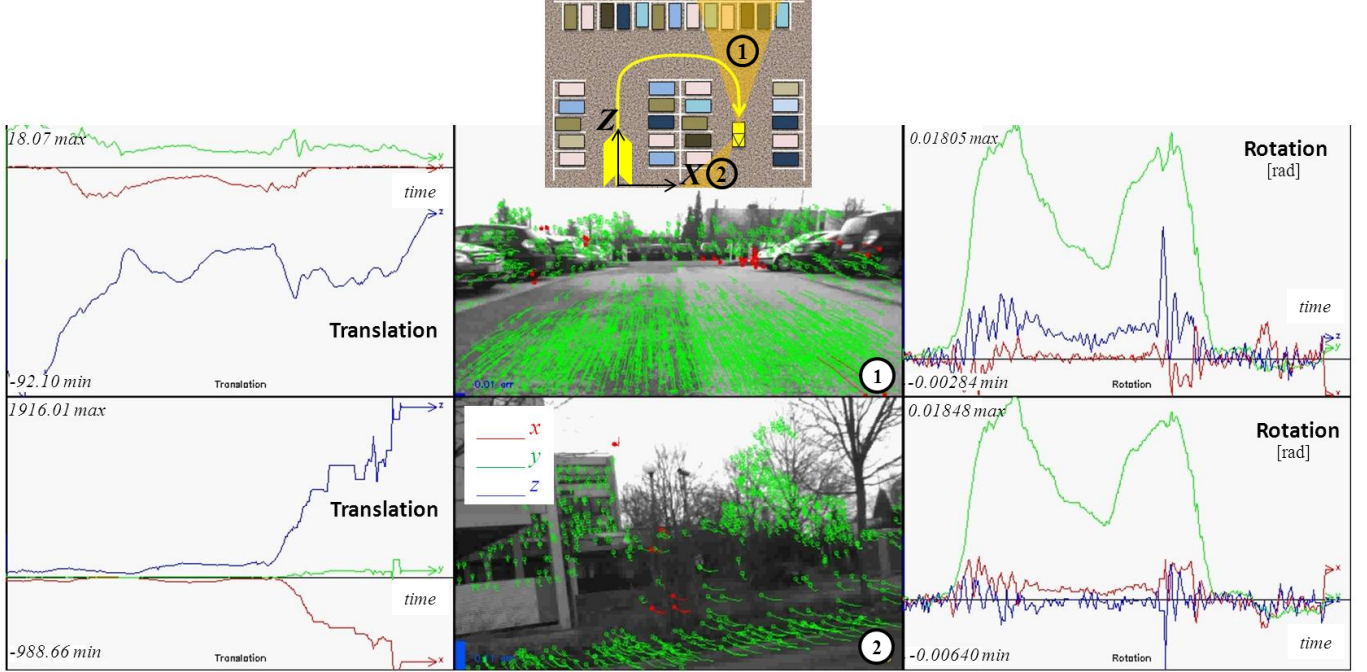 1
Z
X
2
18.07 max
y
x
time
z
Translation
-92.10 min
Translation
1
0.01805 max
Rotation
[rad]
time
z
y
x
-0.00284 min
Rotation
1916.01 max
z
Translation
y
time
-988.66 min
Translation
x
x
y
z
2
0.01848 max
Rotation
[rad]
x
y
z
time
-0.00640 min
Rotation